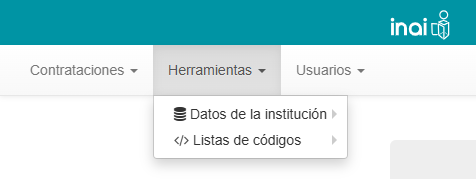 inai
Contrataciones Herramientas Usuarios
Datos de la institución
Listas de códigos